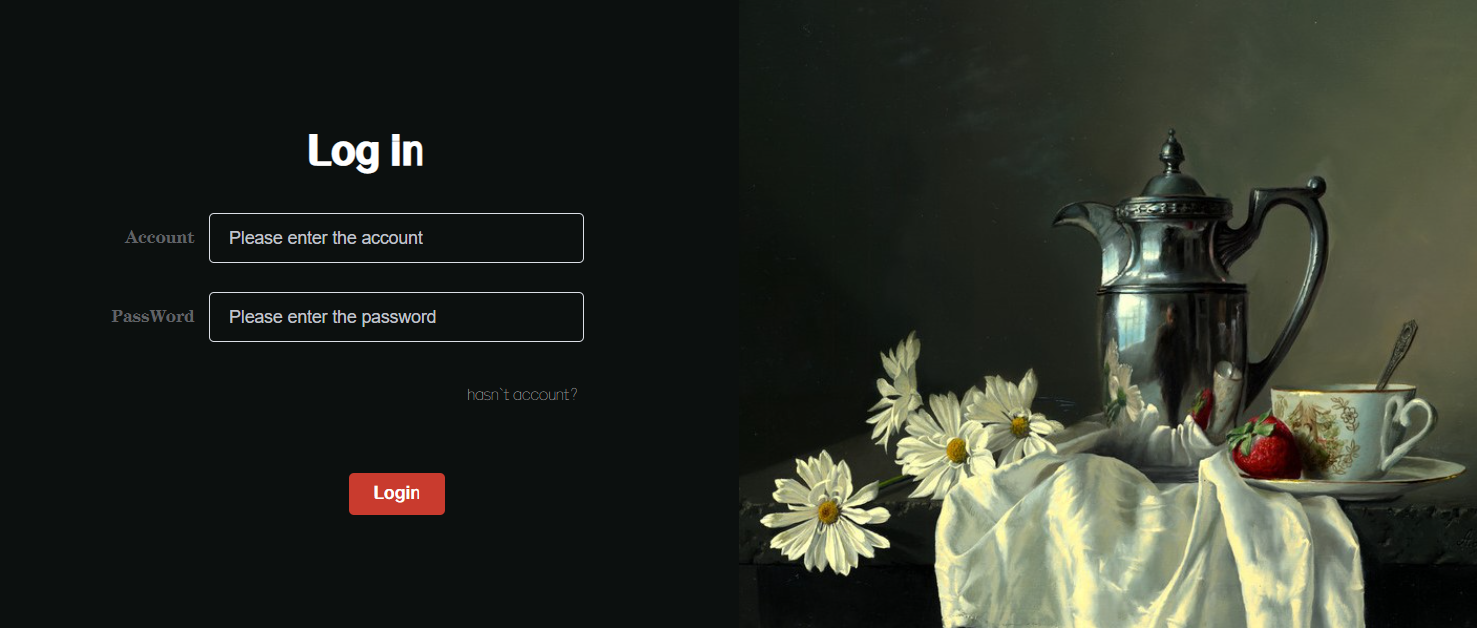 Log in
Account
Please enter the account
PassWord
Please enter the password
hasn`t account?
Login